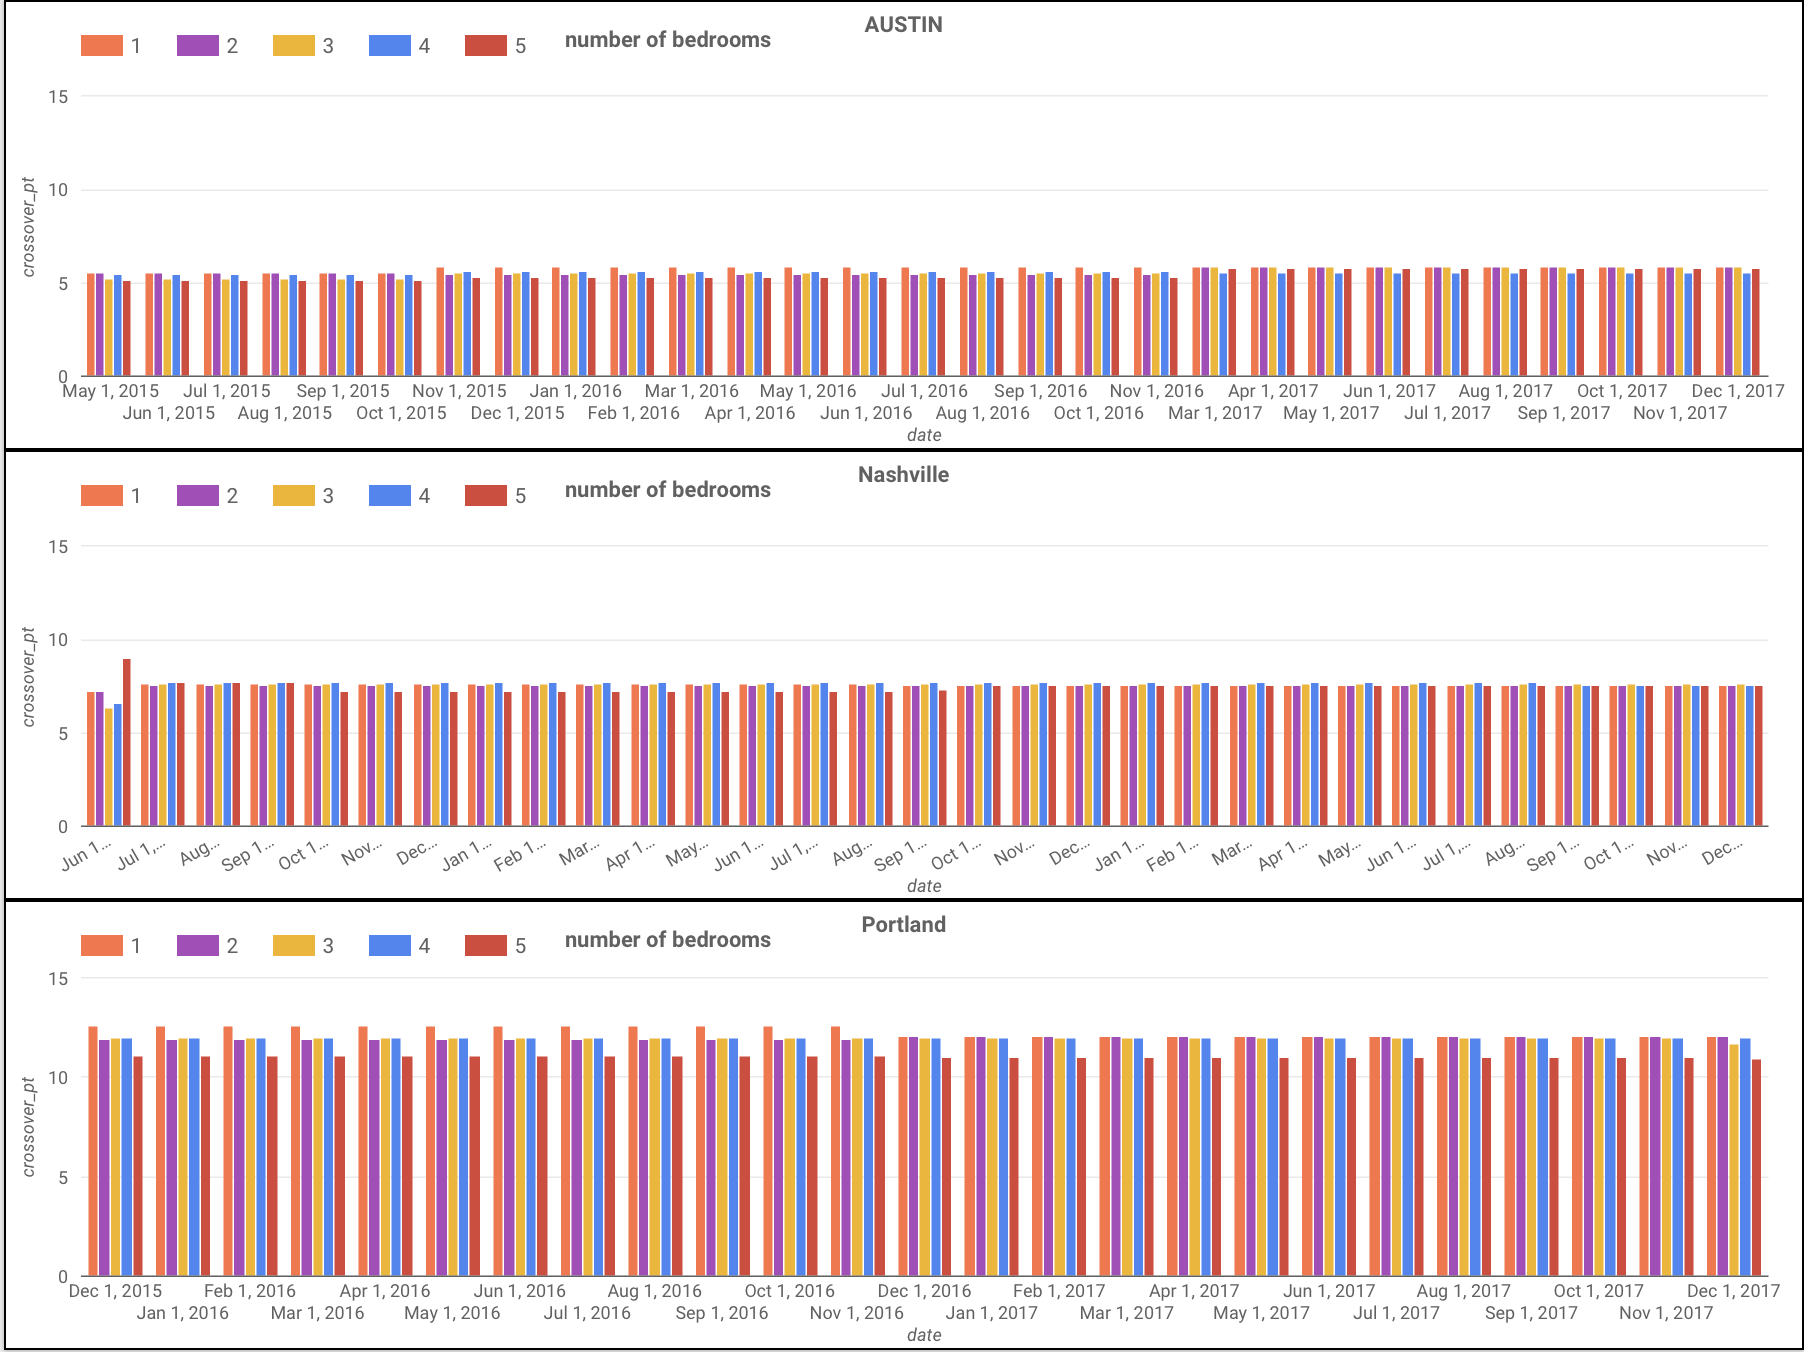 AUSTIN
1 2 3 4 5 number of bedrooms
15
10
5
0
crossover_pt
May 1, 2015 Jul 1, 2015 Sep 1, 2015 Nov 1, 2015 Jan 1, 2016 Mar 1, 2016 May 1, 2016 Jul 1, 2016 Sep 1, 2016 Nov 1, 2016 Apr 1, 2017 Jun 1, 2017 Aug 1, 2017 Oct 1, 2017 Dec 1, 2017
Jun 1, 2015 Aug 1, 2015 Oct 1, 2015 Dec 1, 2015 Feb 1, 2016 Apr 1, 2016 Jun 1, 2016 Aug 1, 2016 Oct 1, 2016 Mar 1, 2017 May 1, 2017 Jul 1, 2017 Sep 1, 2017 Nov 1, 2017
date
Nashville
1 2 3 4 5 number of bedrooms
15
10
5
0
crossover_pt
Jun 1... Jul 1,... Aug... Sep 1... Oct 1... Nov... Dec... Jan 1... Feb 1... Mar... Apr 1... May... Jun 1... Jul 1,... Aug... Sep 1... Oct 1... Nov... Dec... Jan 1... Feb 1... Mar... Apr 1... May... Jun 1... Jul 1,... Aug... Sep 1... Oct 1... Nov... Dec...
date
Portland
1 2 3 4 5 number of bedrooms
15
10
5
0
crossover_pt
Dec 1, 2015 Feb 1, 2016 Apr 1, 2016 Jun 1, 2016 Aug 1, 2016 Oct 1, 2016 Dec 1, 2016 Feb 1, 2017 Apr 1, 2017 Jun 1, 2017 Aug 1, 2017 Oct 1, 2017 Dec 1, 2017
Jan 1, 2016 Mar 1, 2016 May 1, 2016 Jul 1, 2016 Sep 1, 2016 Nov 1, 2016 Jan 1, 2017 Mar 1, 2017 May 1, 2017 Jul 1, 2017 Sep 1, 2017 Nov 1, 2017
date